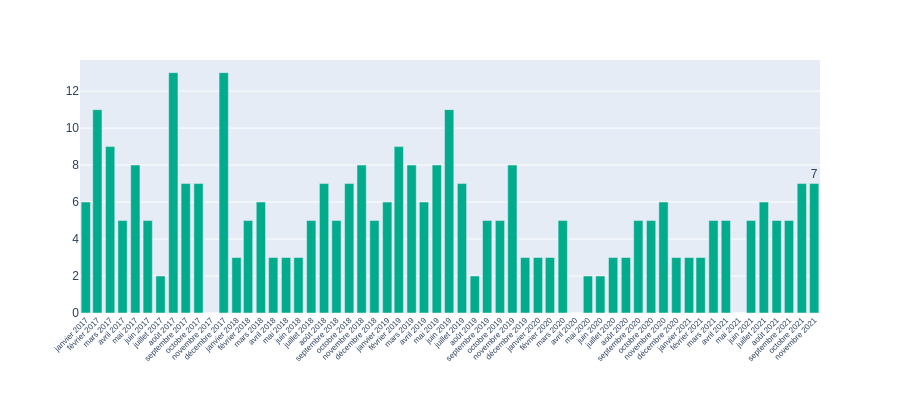 12
10
8
6
4
2
0
7
janvier 2017
février 2017
mars 2017
avril 2017
mai 2017
juin 2017
juillet 2017
août 2017
septembre 2017
octobre 2017
novembre 2017
décembre 2017
janvier 2018
février 2018
mars 2018
avril 2018
mai 2018
juin 2018
juillet 2018
août 2018
septembre 2018
octobre 2018
novembre 2018
décembre 2018
janvier 2019
février 2019
mars 2019
avril 2019
mai 2019
juin 2019
juillet 2019
août 2019
septembre 2019
octobre 2019
novembre 2019
décembre 2019
janvier 2020
février 2020
mars 2020
avril 2020
mai 2020
juin 2020
juillet 2020
août 2020
septembre 2020
octobre 2020
novembre 2020
décembre 2020
janvier 2021
février 2021
mars 2021
avril 2021
mai 2021
juin 2021
juillet 2021
août 2021
septembre 2021
octobre 2021
novembre 2021